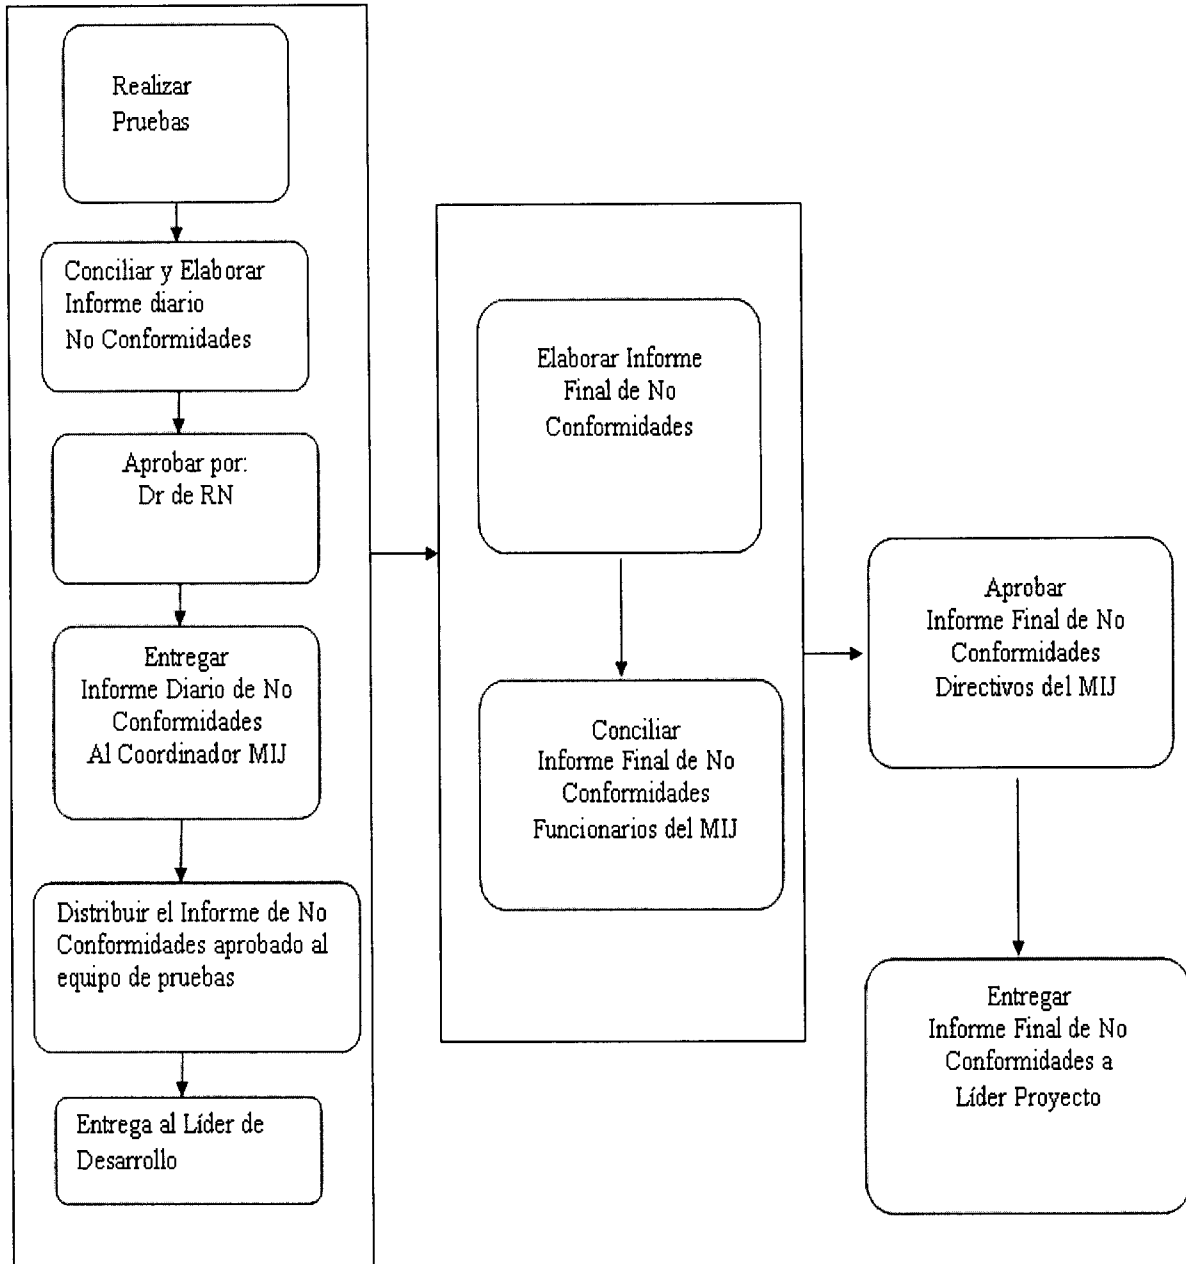 Realizar
Pruebas
Conciliar y Elaborar
Informe diario
No Conformidades
Aprobar por:
Dr de RN
Entregar
Informe Diario de No
Conformidades
Al Coordinador MIJ
Distribuir el Informe de No
Conformidades aprobado al
equipo de pruebas
Entrega al Líder de
Desarrollo
Elaborar Informe
Final de No
Conformidades
Conciliar
Informe Final de No
Conformidades
Funcionarios del MIJ
Aprobar
Informe Final de No
Conformidades
Directivos del MIJ
Entregar
Informe Final de No
Conformidades a
Líder Proyecto